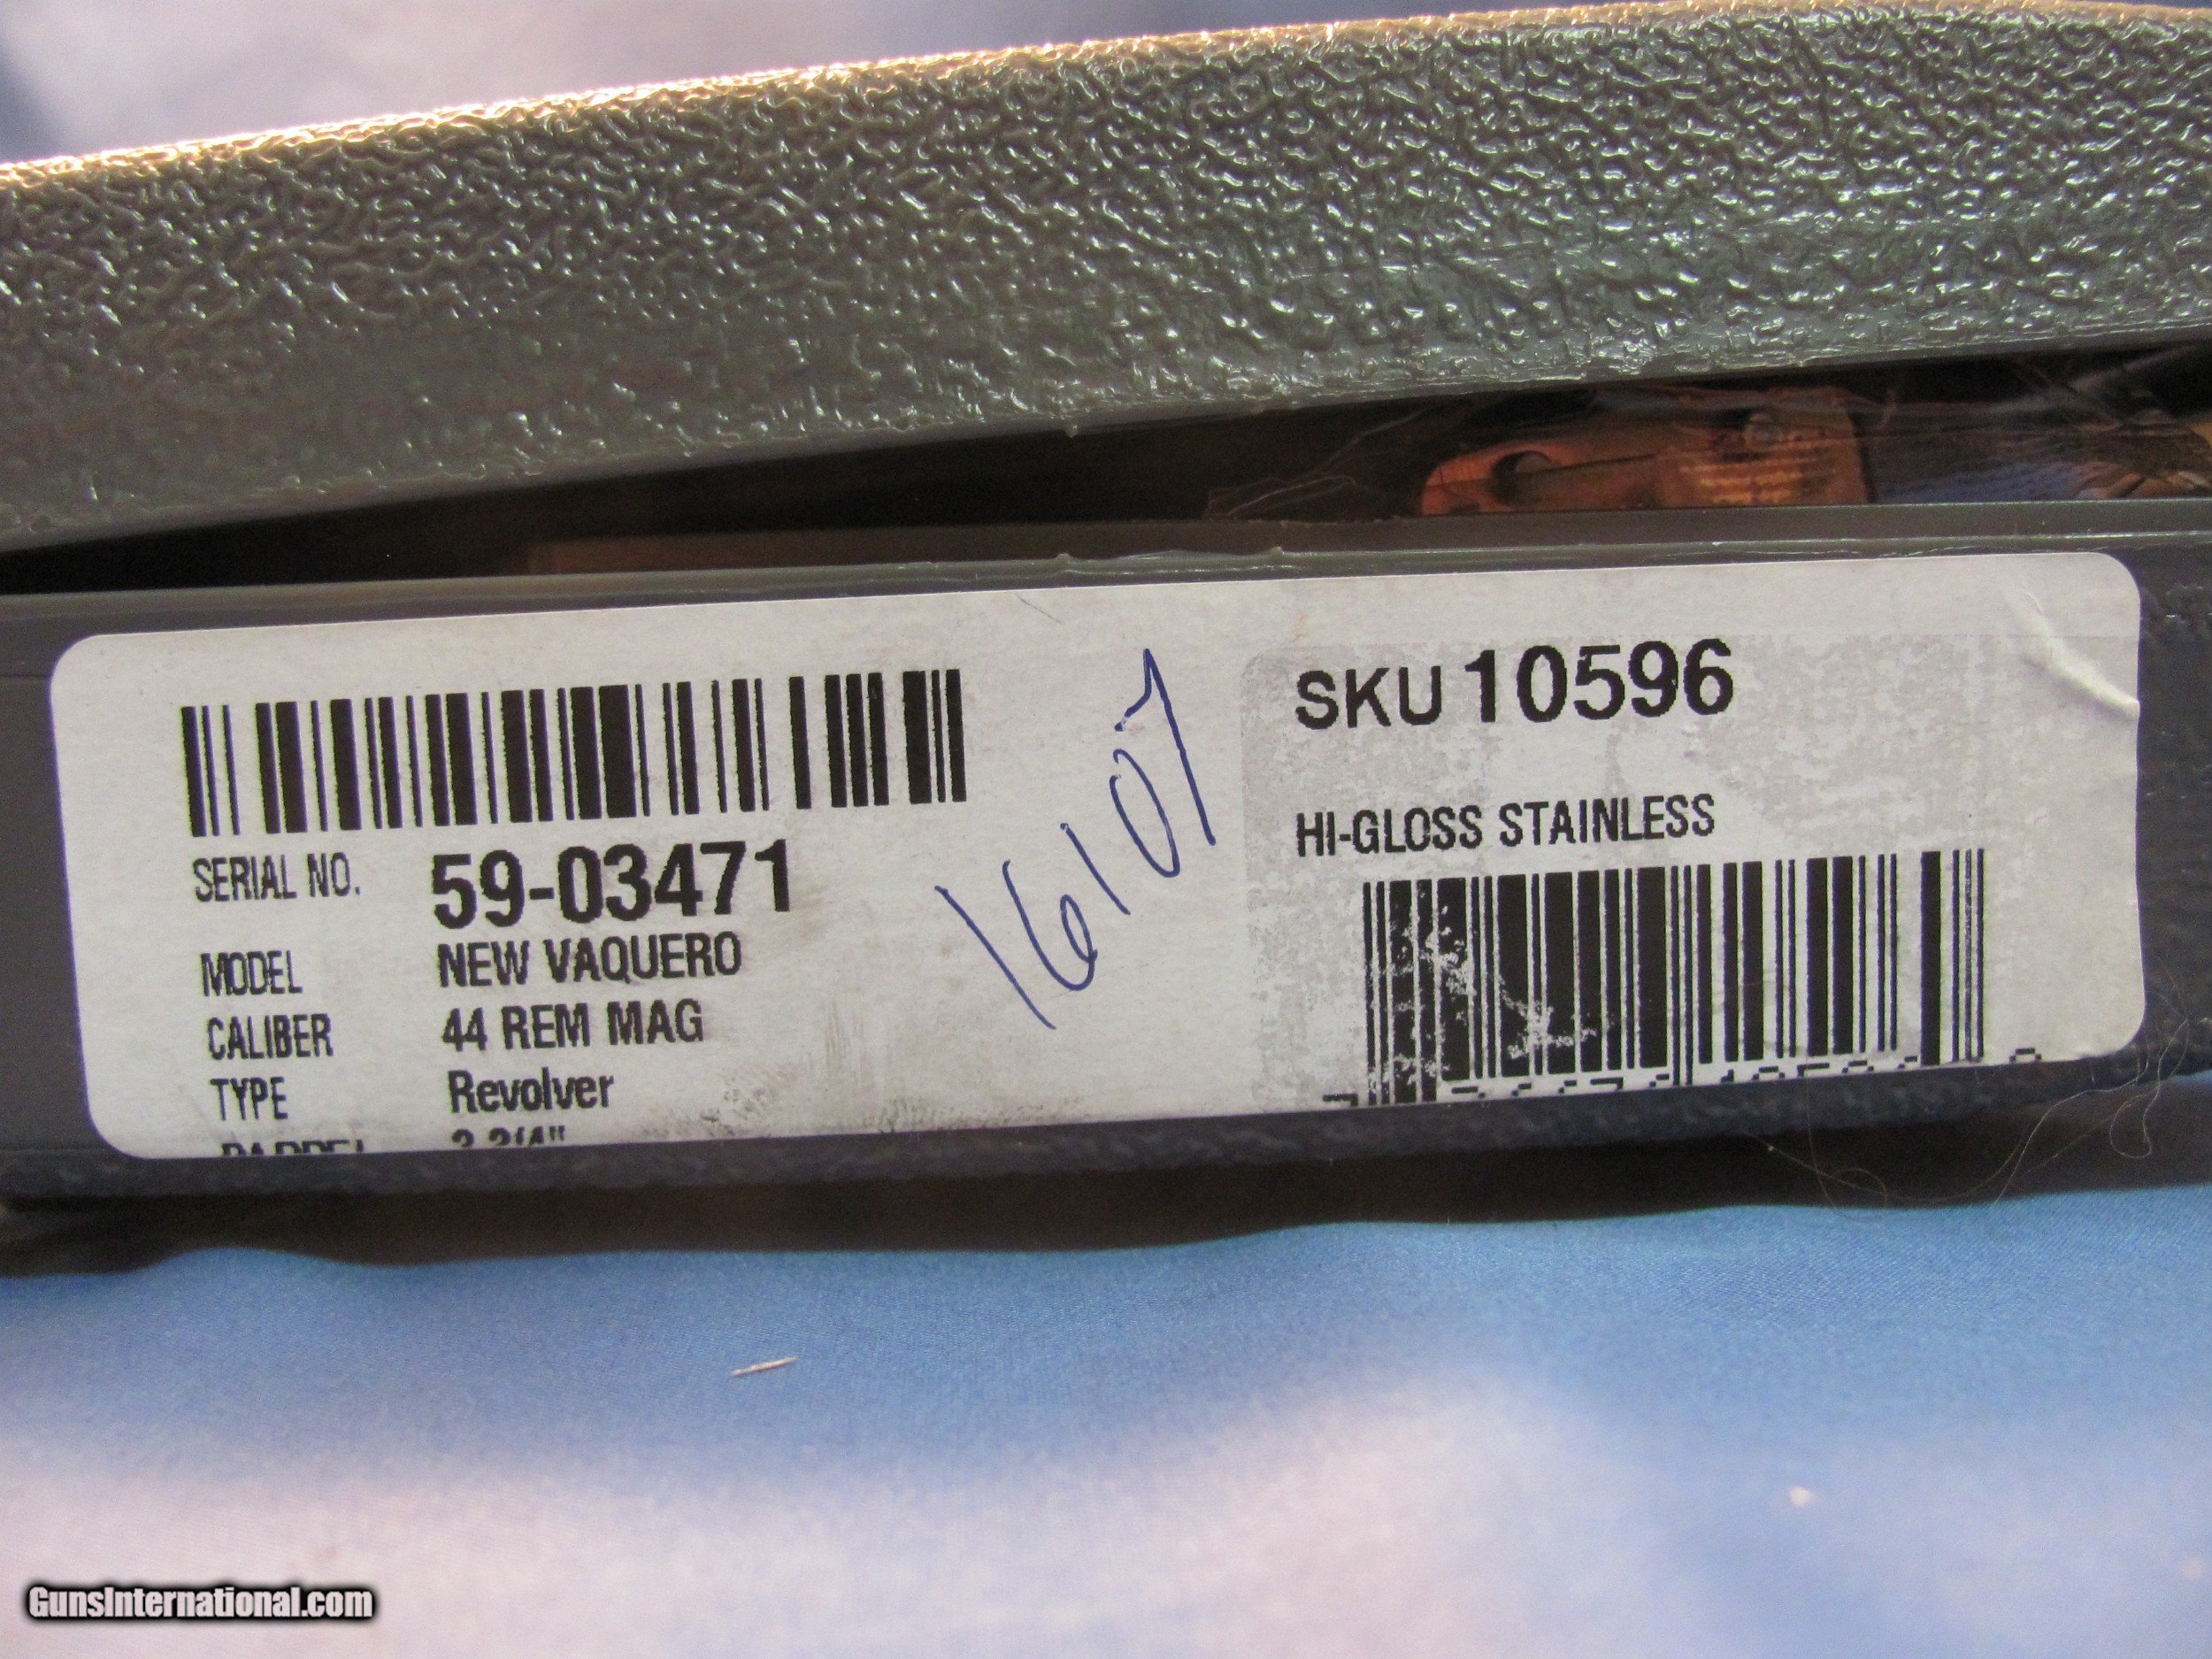 SERIAL NO. 59-03471
MODEL NEW VAQUERO
CALIBER 44 REM MAG
TYPE Revolver
BARREL
16107
SKU 10596
HI-GLOSS STAINLESS
GunsInternational.com